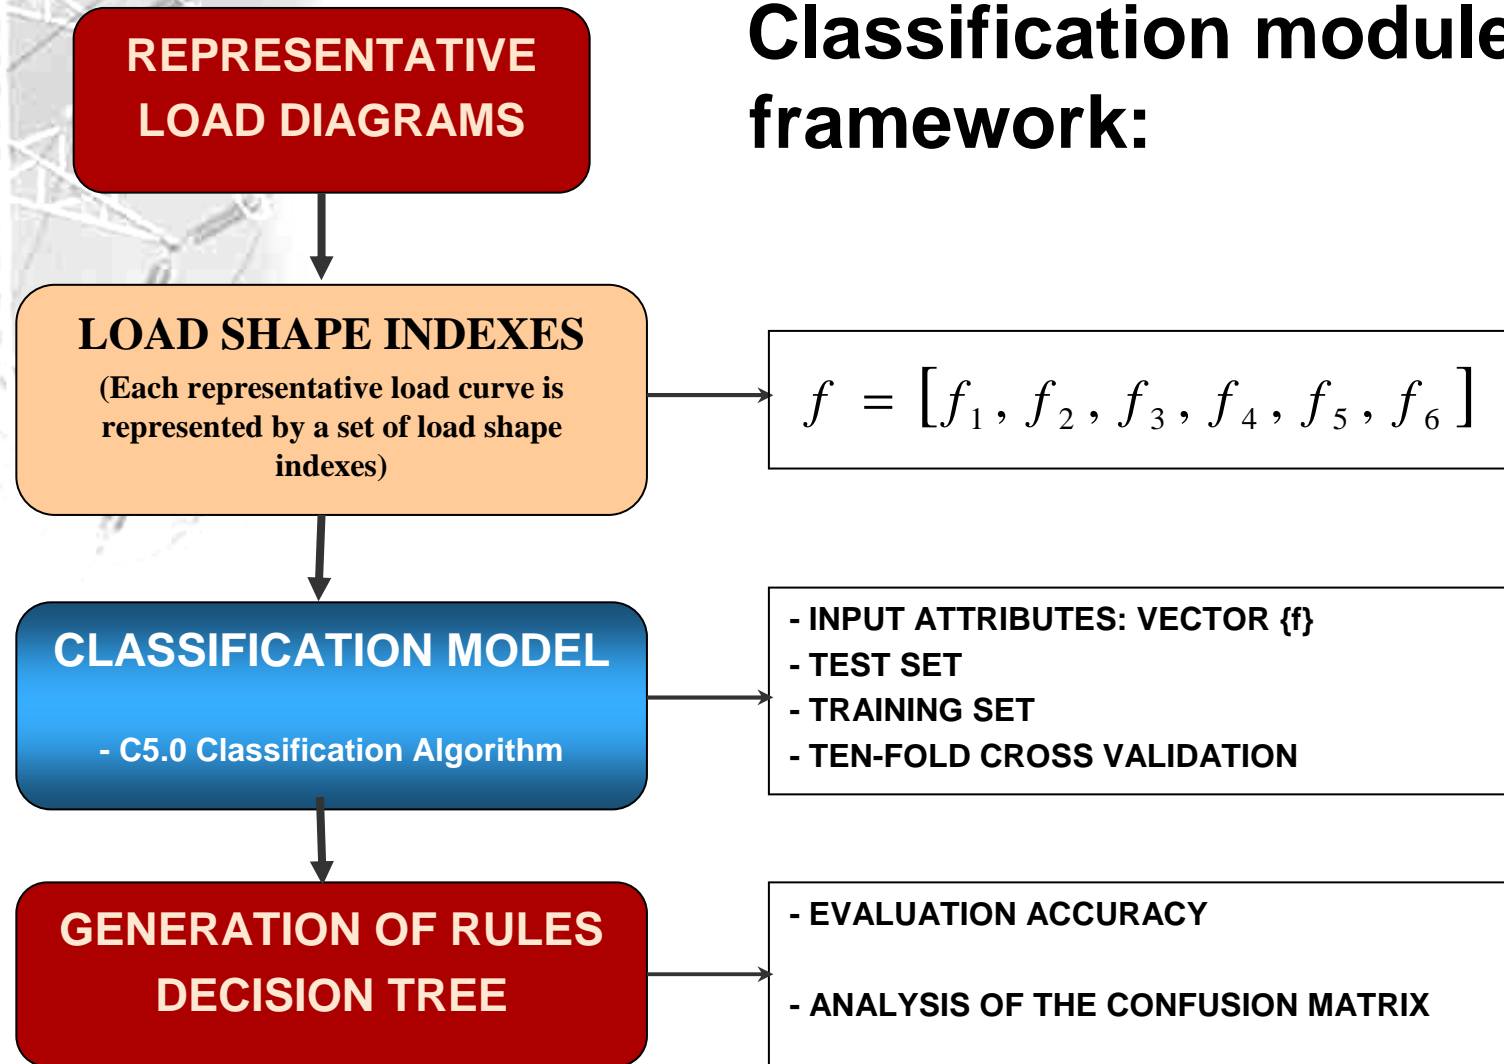 Classification module
framework:
REPRESENTATIVE
LOAD DIAGRAMS
LOAD SHAPE INDEXES
(Each representative load curve is
represented by a set of load shape
indexes)
f = [f₁, f₂, f₃, f₄, f₅, f₆]
CLASSIFICATION MODEL
- C5.0 Classification Algorithm
- INPUT ATTRIBUTES: VECTOR {f}
- TEST SET
- TRAINING SET
- TEN-FOLD CROSS VALIDATION
GENERATION OF RULES
DECISION TREE
- EVALUATION ACCURACY
- ANALYSIS OF THE CONFUSION MATRIX